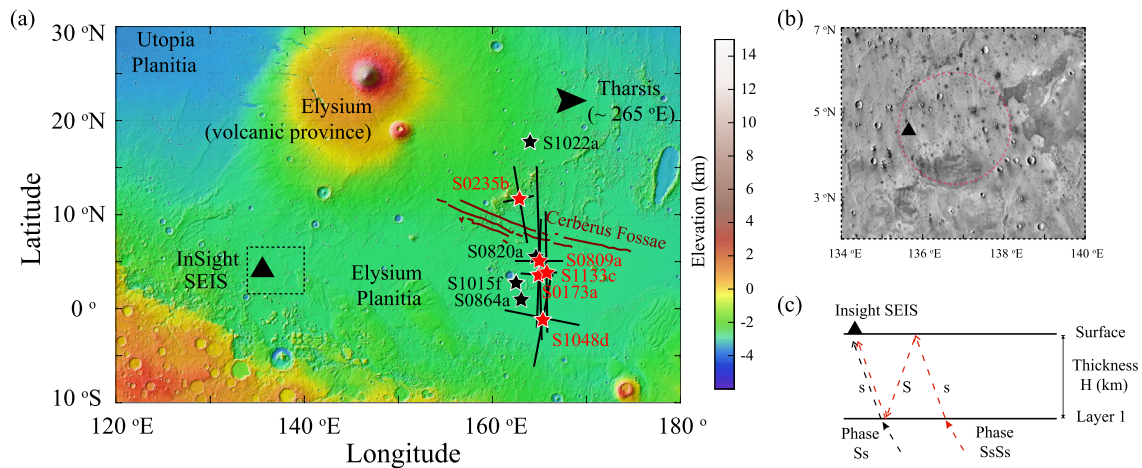 (a)
30 °N
20 °N
10 °N
0 °
10 °S
Latitude
120 °E
140 °E
160 °E
180 °
Longitude
Utopia
Planitia
Elysium
(volcanic province)
Tharsis
(~ 265 °E)
S1022a
S0235b
Cerberus Fossae
S0820a
S0809a
S1133c
S1015f
S0173a
S0864a
S1048d
InSight
SEIS
Elysium
Planitia
Elevation (km)
14
12
10
8
6
4
2
0
-2
-4
-6
(b)
7 °N
5 °N
3 °N
134 °E
136 °E
138 °E
140 °E
(c)
Insight SEIS
Surface
Thickness
H (km)
s
S
s
Layer 1
Phase
Ss
Phase
SsSs